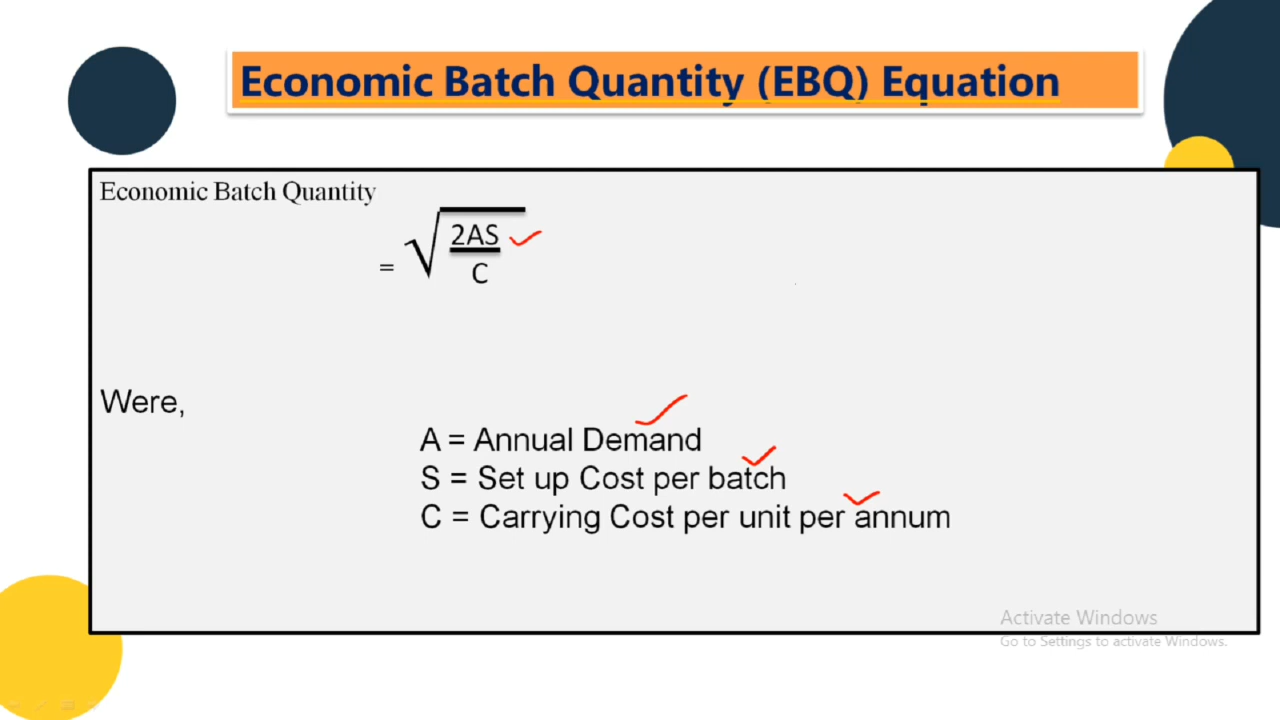 Economic Batch Quantity (EBQ) Equation
Economic Batch Quantity
= √
2AS
C
Were,
A = Annual Demand
S = Set up Cost per batch
C = Carrying Cost per unit per annum
Activate Windows
Go to Settings to activate Windows.